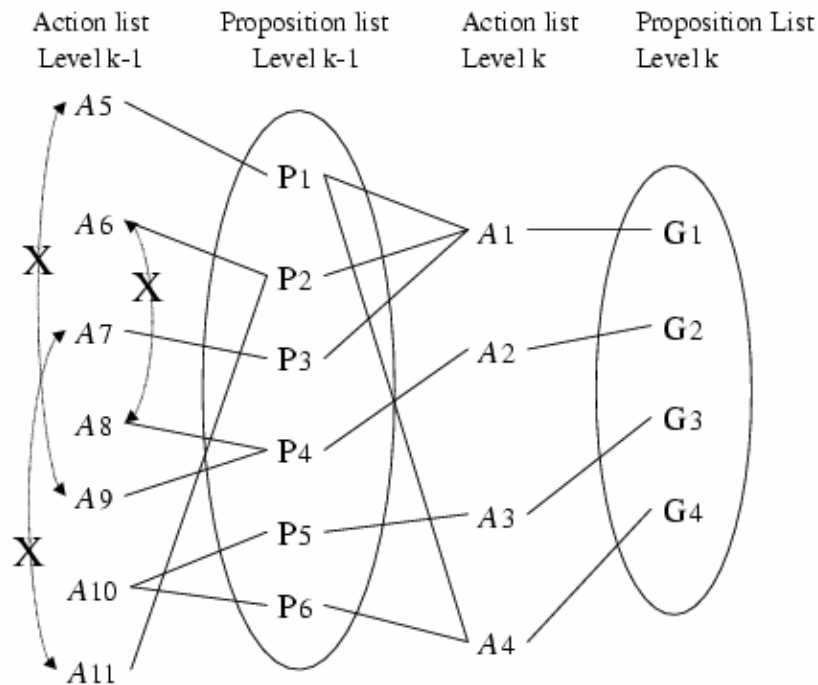 Action list Proposition list Action list Proposition List
Level k-1 Level k-1 Level k Level k
A5
P1
A6 A1 G1
X X P2
A7 P3 A2 G2
A8 P4 G3
A9
P5 A3 G4
X
A10 P6
A4
A11